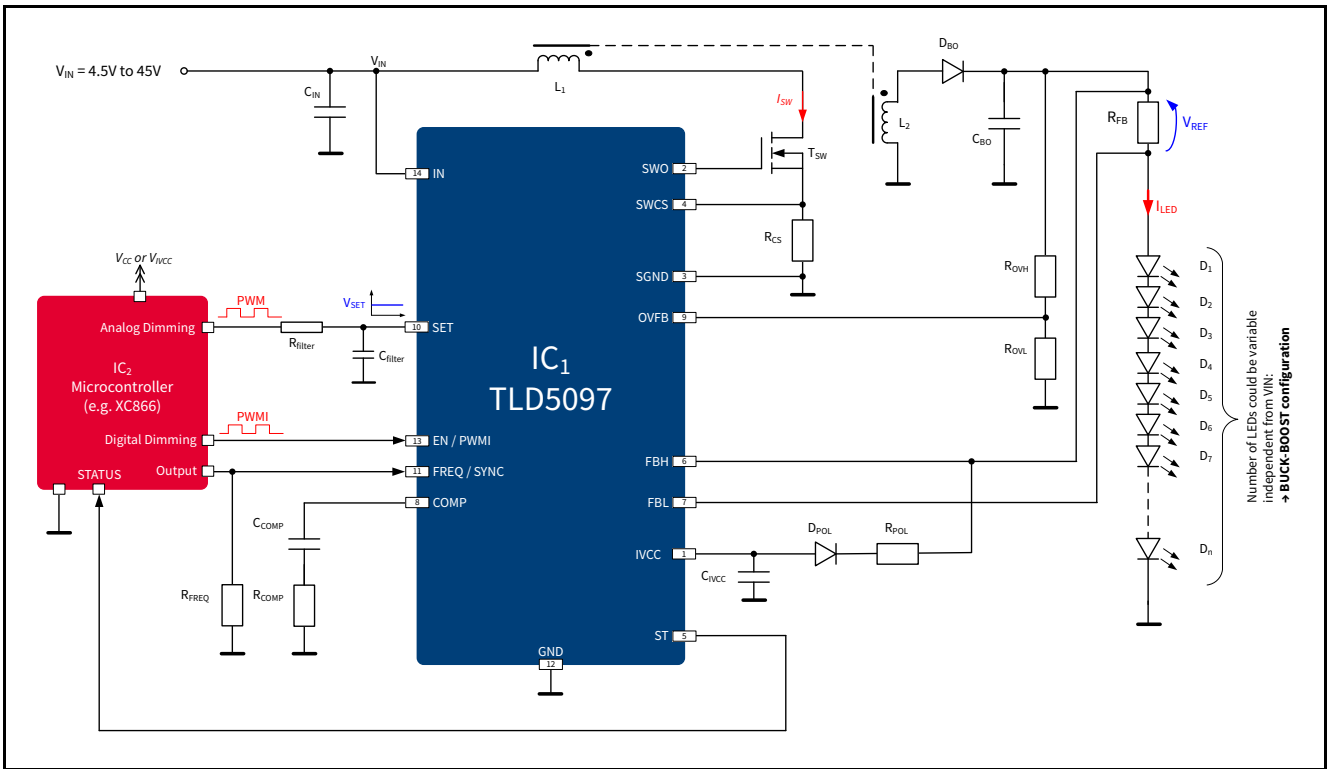 V_IN = 4.5V to 45V
V_IN
C_IN
L_1
D_BO
L_2
C_BO
R_FB
V_REF
I_SW
T_SW
I_LED
IN
14
SWO
2
SWCS
4
R_CS
SGND
3
OVFB
9
R_OVH
R_OVL
V_CC or V_IVCC
PWM
V_SET
Analog Dimming
R_filter
C_filter
10
SET
IC_1
TLD5097
IC_2
Microcontroller
(e.g. XC866)
PWMI
Digital Dimming
13
EN / PWMI
Output
11
FREQ / SYNC
STATUS
8
COMP
C_COMP
R_FREQ
R_COMP
FBH
6
FBL
7
D_POL
R_POL
IVCC
1
C_IVCC
ST
5
GND
12
D_1
D_2
D_3
D_4
D_5
D_6
D_7
D_n
Number of LEDs could be variable
independent from VIN:
→ BUCK-BOOST configuration